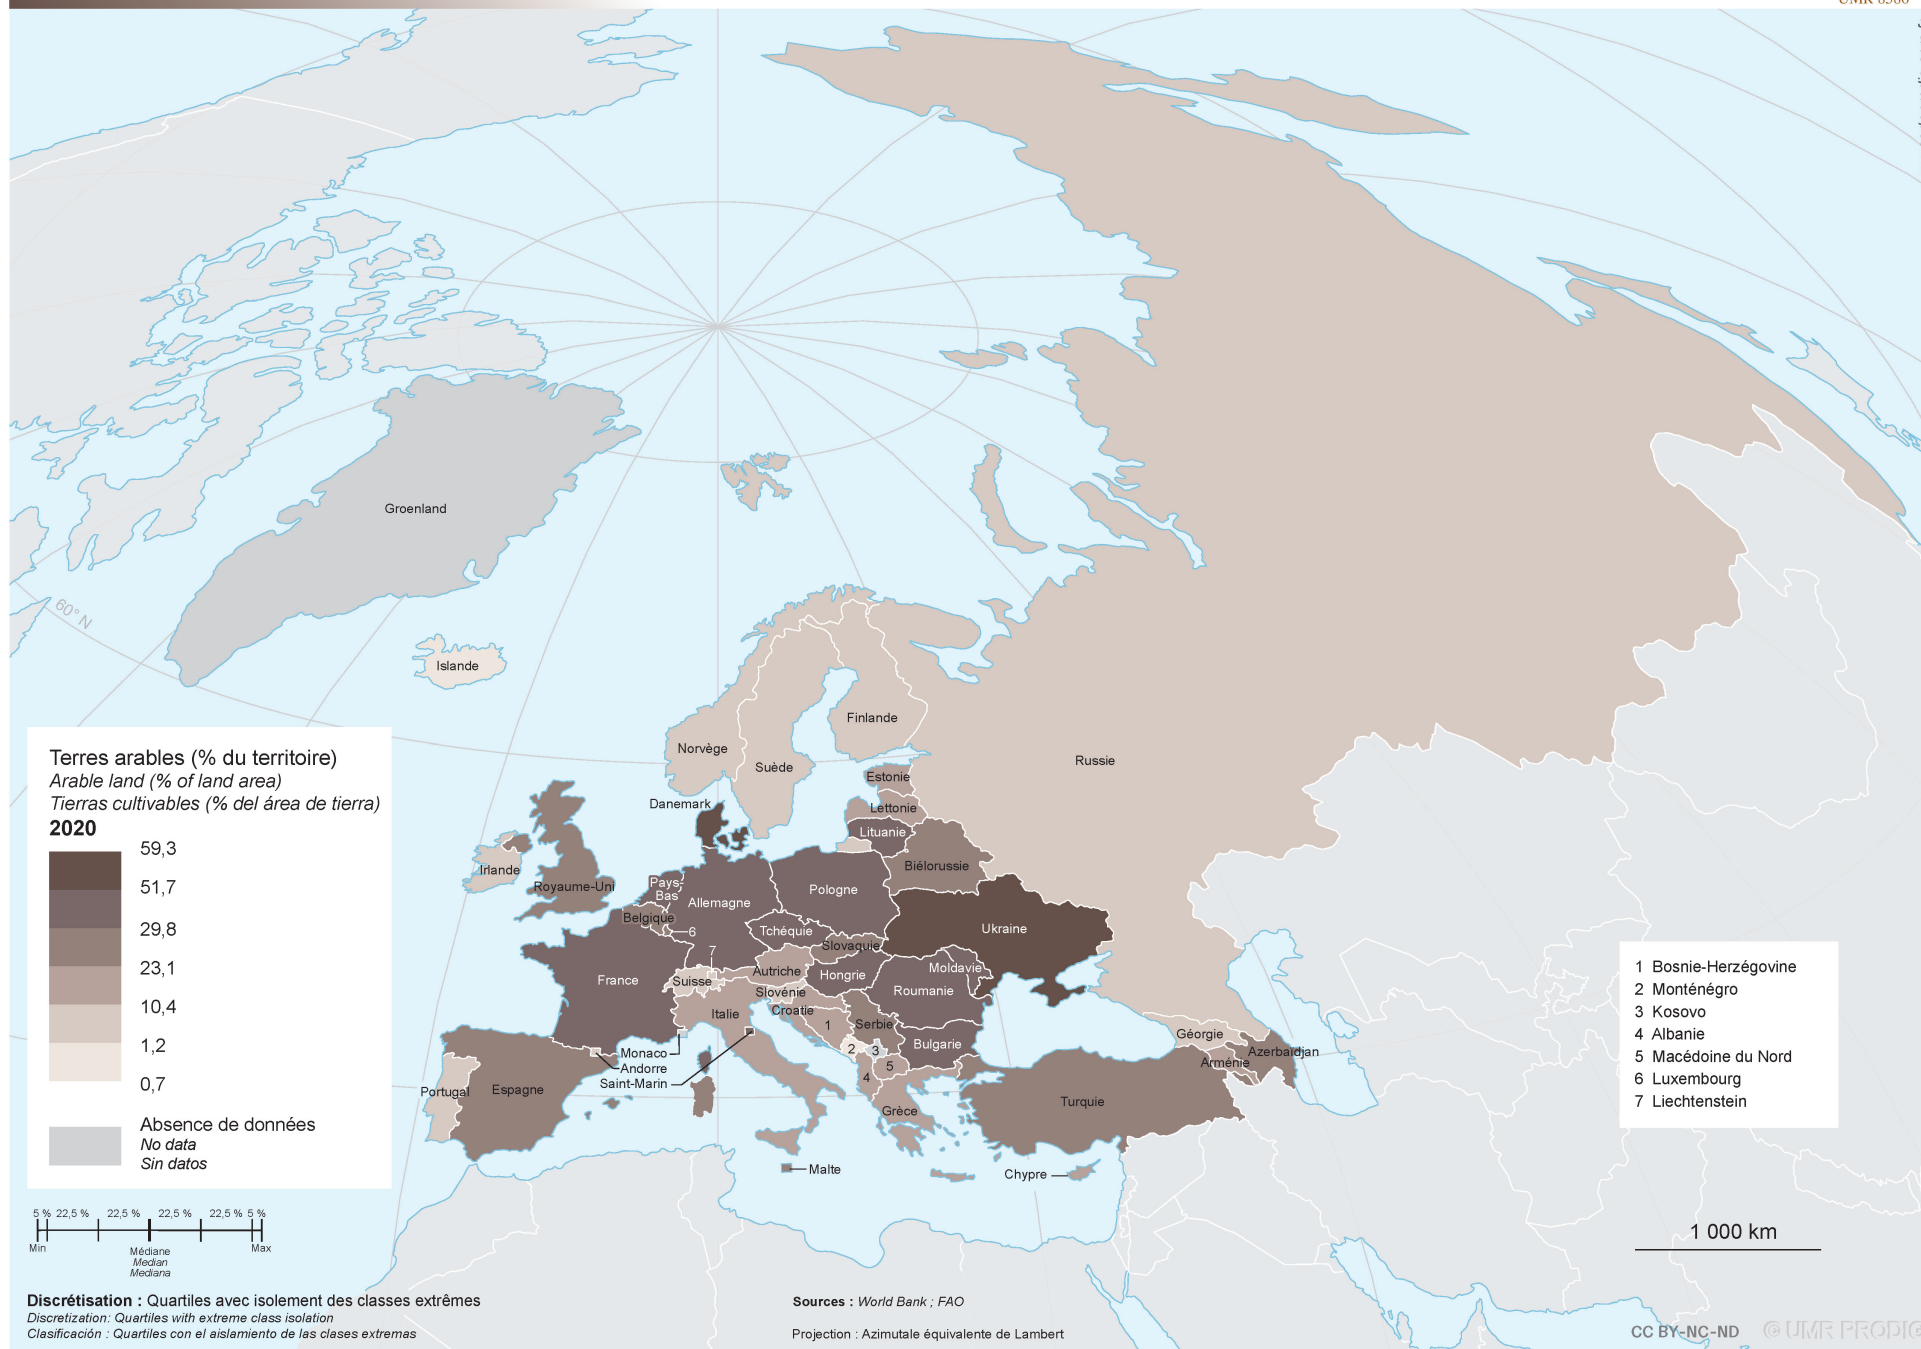 60° N
Groenland
Islande
Norvège
Suède
Finlande
Russie
Estonie
Lettonie
Lituanie
Danemark
Biélorussie
Irlande
Royaume-Uni
Pays-
Bas
Allemagne
Pologne
Belgique
6
7
Tchéquie
Slovaquie
Ukraine
France
Suisse
Autriche
Hongrie
Moldavie
Roumanie
Slovénie
Croatie
Italie
1
Serbie
2
3
Bulgarie
4
5
Monaco
Andorre
Saint-Marin
Portugal
Espagne
Grèce
Turquie
Géorgie
Arménie
Azerbaïdjan
Malte
Chypre
Terres arables (% du territoire)
Arable land (% of land area)
Tierras cultivables (% del área de tierra)
2020
59,3
51,7
29,8
23,1
10,4
1,2
0,7
Absence de données
No data
Sin datos
5 % 22,5 % 22,5 % 22,5 % 22,5 % 5 %
Min
Max
Médiane
Median
Mediana
1 Bosnie-Herzégovine
2 Monténégro
3 Kosovo
4 Albanie
5 Macédoine du Nord
6 Luxembourg
7 Liechtenstein
1 000 km
Discrétisation : Quartiles avec isolement des classes extrêmes
Discretization: Quartiles with extreme class isolation
Clasificación : Quartiles con el aislamiento de las clases extremas
Sources : World Bank ; FAO
Projection : Azimutale équivalente de Lambert
CC BY-NC-ND © UMR PRODIG